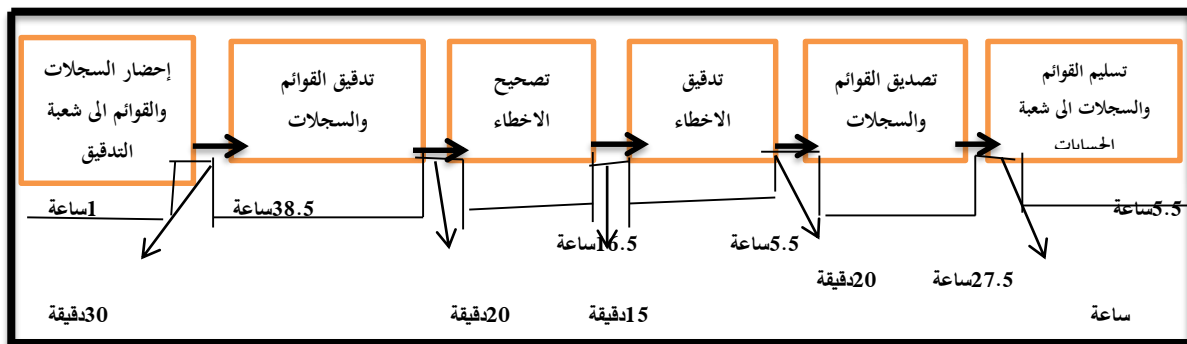 إحضار السجلات
والقوائم الى شعبة
التدقيق
تدقيق القوائم
والسجلات
تصحيح
الاخطاء
تدقيق
الاخطاء
تصديق القوائم
والسجلات
تسليم القوائم
والسجلات الى شعبة
الحسابات
1ساعة
38.5ساعة
16.5ساعة
5.5ساعة
27.5ساعة
5.5ساعة
30دقيقة
20دقيقة
15دقيقة
20دقيقة
ساعة